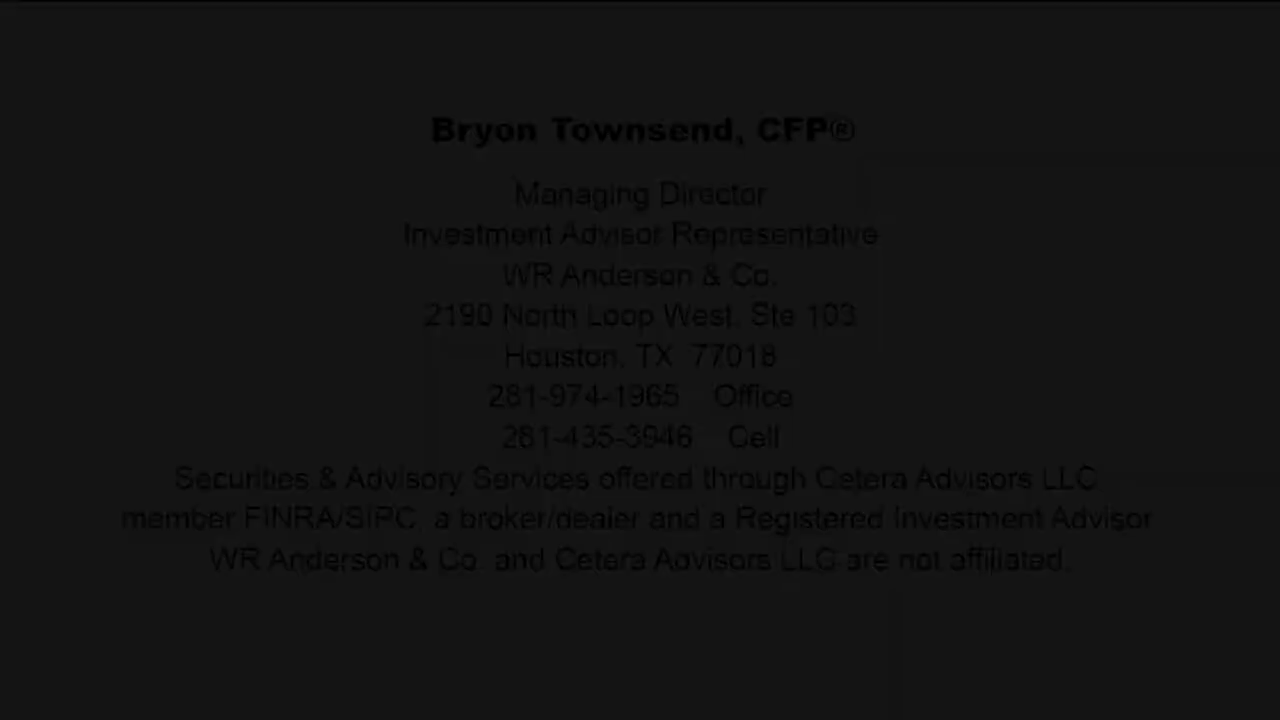 Bryon Townsend, CFP®
Managing Director
Investment Advisor Representative
WR Anderson & Co.
2190 North Loop West, Ste 103
Houston, TX 77018
281-974-1965 Office
281-435-3946 Cell
Securities & Advisory Services offered through Cetera Advisors LLC
member FINRA/SIPC, a broker/dealer and a Registered Investment Advisor
WR Anderson & Co. and Cetera Advisors LLC are not affiliated.